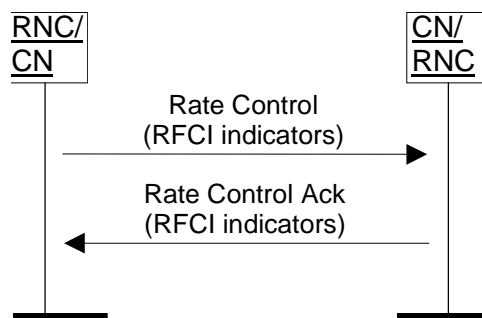 RNC/
CN
CN/
RNC
Rate Control
(RFCI indicators)
Rate Control Ack
(RFCI indicators)